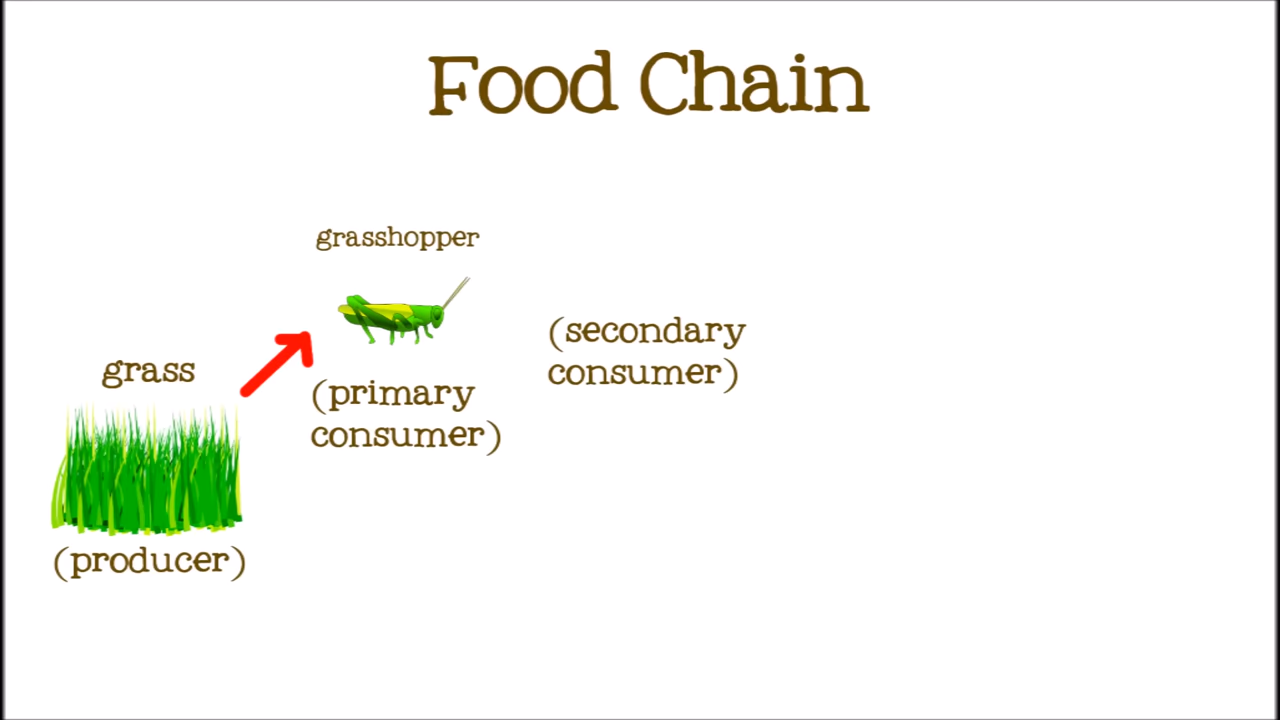 Food Chain
grasshopper
(secondary
consumer)
grass
(primary
consumer)
(producer)